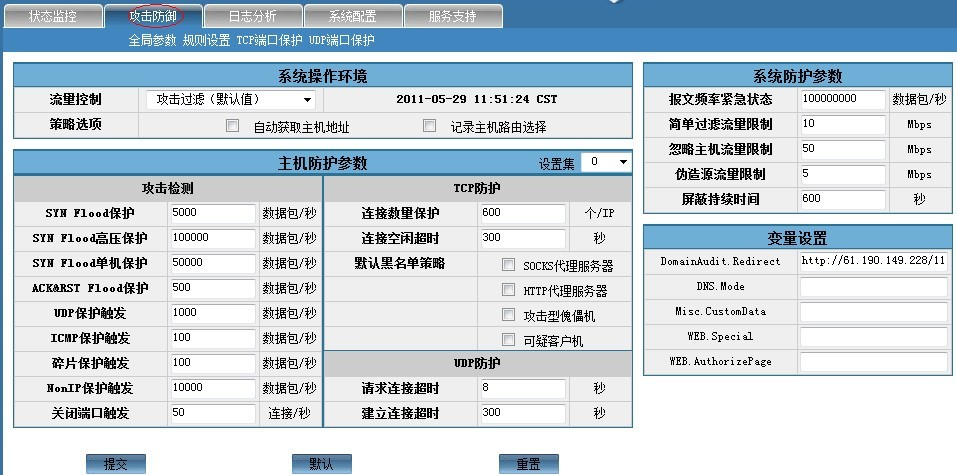 状态监控 攻击防御 日志分析 系统配置 服务支持
全局参数 规则设置 TCP端口保护 UDP端口保护
系统操作环境
流量控制 攻击过滤（默认值） 2011-05-29 11:51:24 CST
策略选项 自动获取主机地址 记录主机路由选择
主机防护参数 设置集 0
攻击检测
SYN Flood保护 5000 数据包/秒
SYN Flood高压保护 100000 数据包/秒
SYN Flood单机保护 50000 数据包/秒
ACK&RST Flood保护 500 数据包/秒
UDP保护触发 1000 数据包/秒
ICMP保护触发 100 数据包/秒
碎片保护触发 100 数据包/秒
NonIP保护触发 10000 数据包/秒
关闭端口触发 50 连接/秒
TCP防护
连接数量保护 600 个/IP
连接空闲超时 300 秒
默认黑名单策略 SOCKS代理服务器
HTTP代理服务器
攻击型傀儡机
可疑客户机
UDP防护
请求连接超时 8 秒
建立连接超时 300 秒
系统防护参数
报文频率紧急状态 100000000 数据包/秒
简单过滤流量限制 10 Mbps
忽略主机流量限制 50 Mbps
伪造源流量限制 5 Mbps
屏蔽持续时间 600 秒
变量设置
DomainAudit.Redirect http://61.190.149.228/11
DNS.Mode
Misc.CustomData
WEB.Special
WEB.AuthorizePage
提交 默认 重置